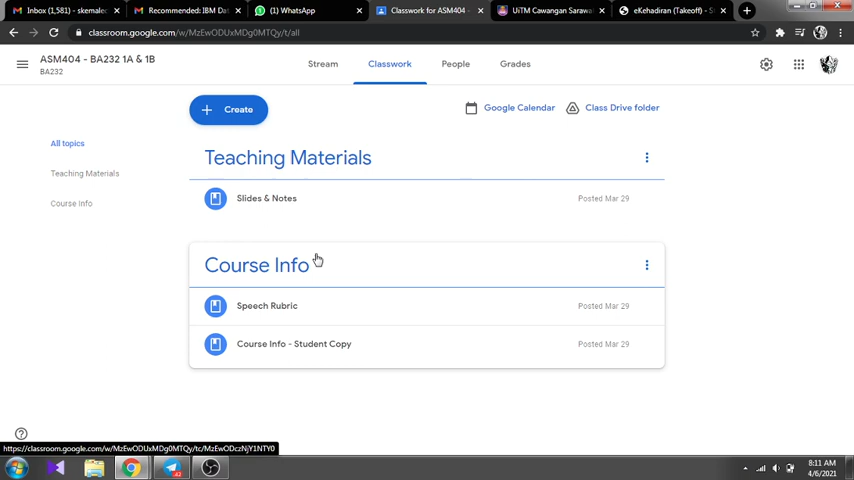 Inbox (1,581) - skemalec
Recommended: IBM Dat
(1) WhatsApp
Classwork for ASM404 -
UiTM Cawangan Sarawak
eKehadiran (Takeoff) - S
classroom.google.com/w/MzEwODUxMDg0MTQy/t/all
ASM404 - BA232 1A & 1B
BA232
Stream
Classwork
People
Grades
Create
Google Calendar
Class Drive folder
All topics
Teaching Materials
Course Info
Teaching Materials
Slides & Notes
Posted Mar 29
Course Info
Speech Rubric
Posted Mar 29
Course Info - Student Copy
Posted Mar 29
https://classroom.google.com/w/MzEwODUxMDg0MTQy/tc/MzEwODczNjY1NTY0
8:11 AM
4/6/2021